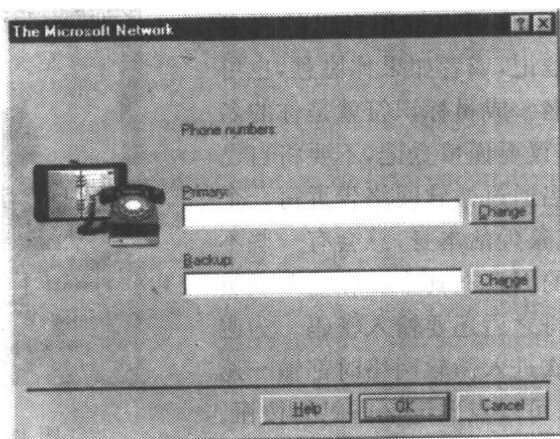 The Microsoft Network
Phone numbers:
Primary:
Change
Backup:
Change
Help
OK
Cancel